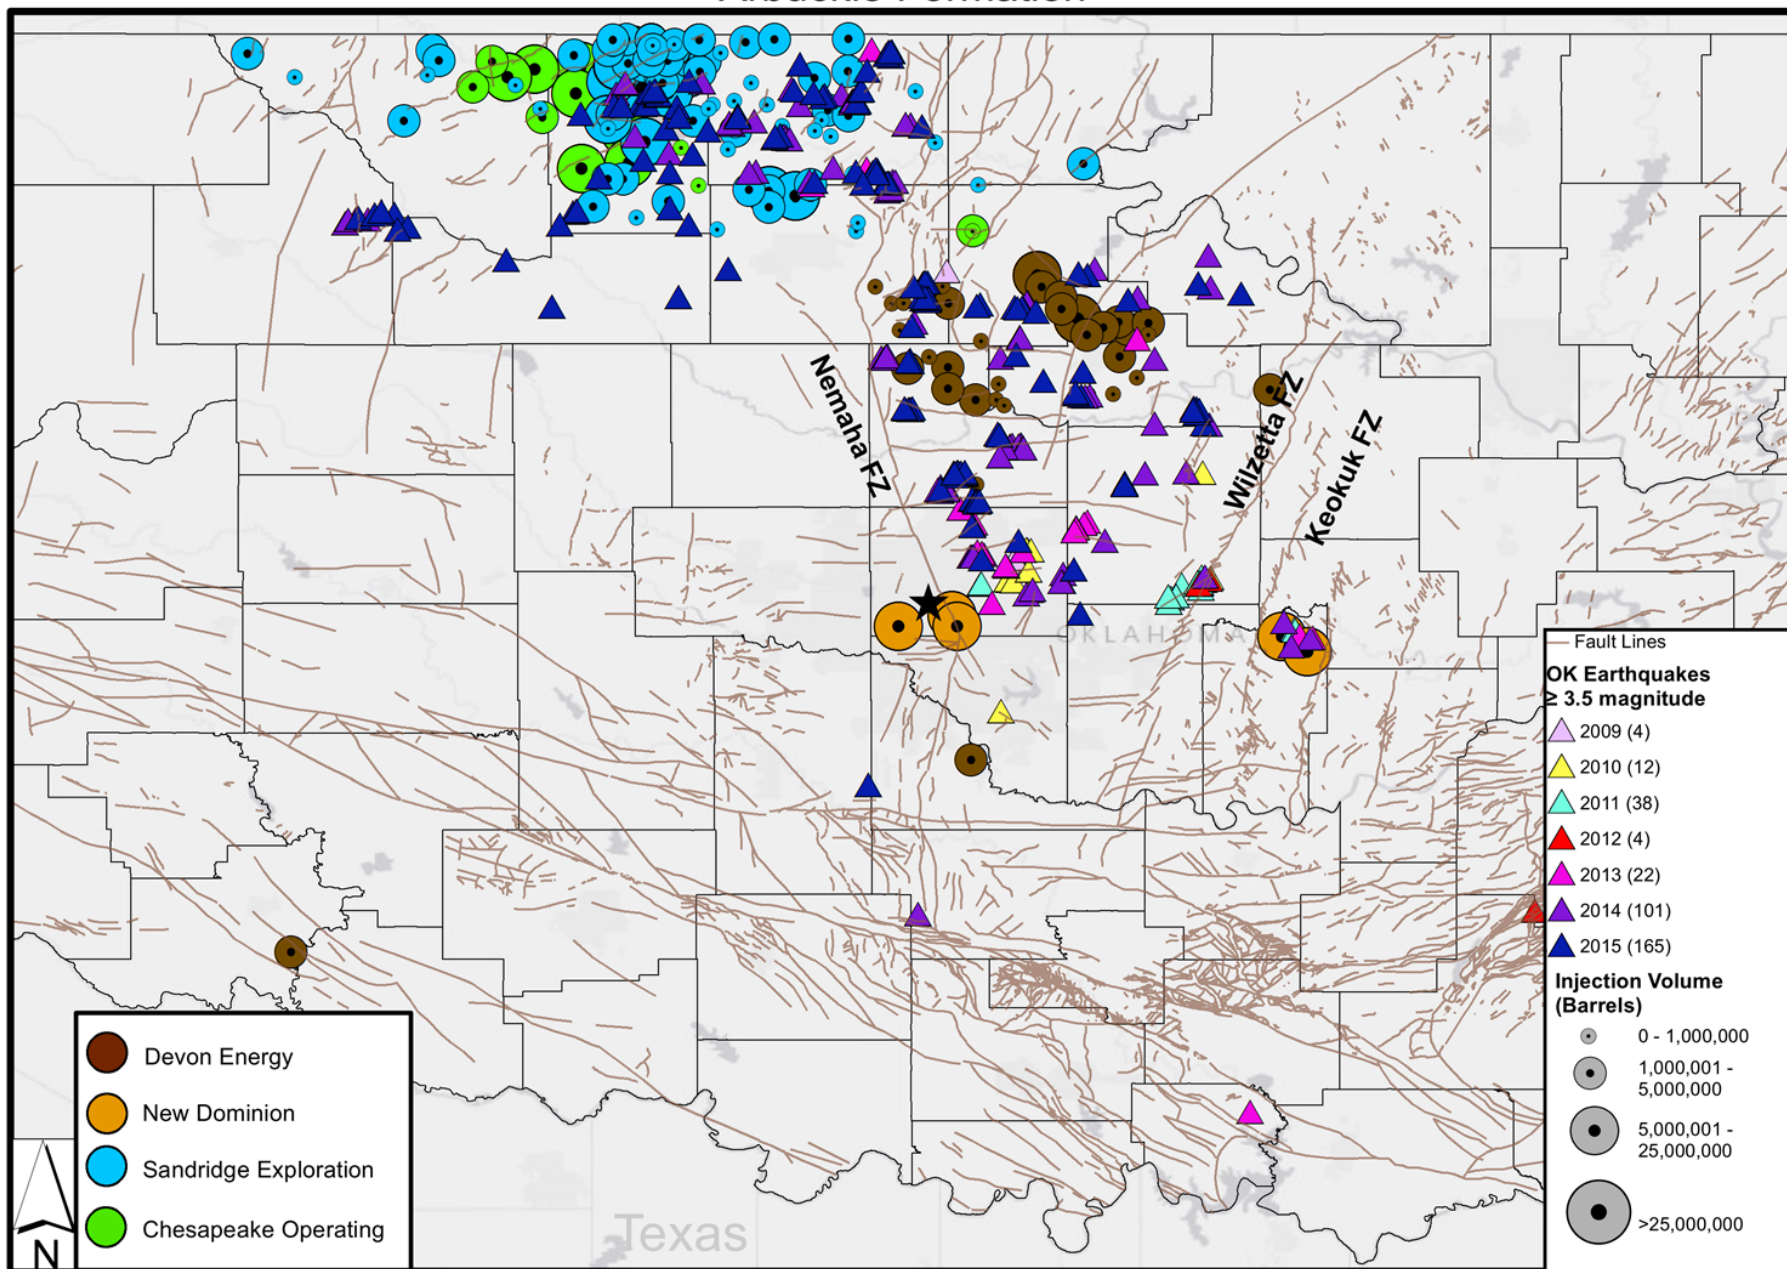 Arbuckle Formation
Nemaha FZ
Wilzetta FZ
Keokuk FZ
OKLAHOMA
Texas
N
Devon Energy
New Dominion
Sandridge Exploration
Chesapeake Operating
Fault Lines
OK Earthquakes
≥ 3.5 magnitude
2009 (4)
2010 (12)
2011 (38)
2012 (4)
2013 (22)
2014 (101)
2015 (165)
Injection Volume
(Barrels)
0 - 1,000,000
1,000,001 -
5,000,000
5,000,001 -
25,000,000
>25,000,000